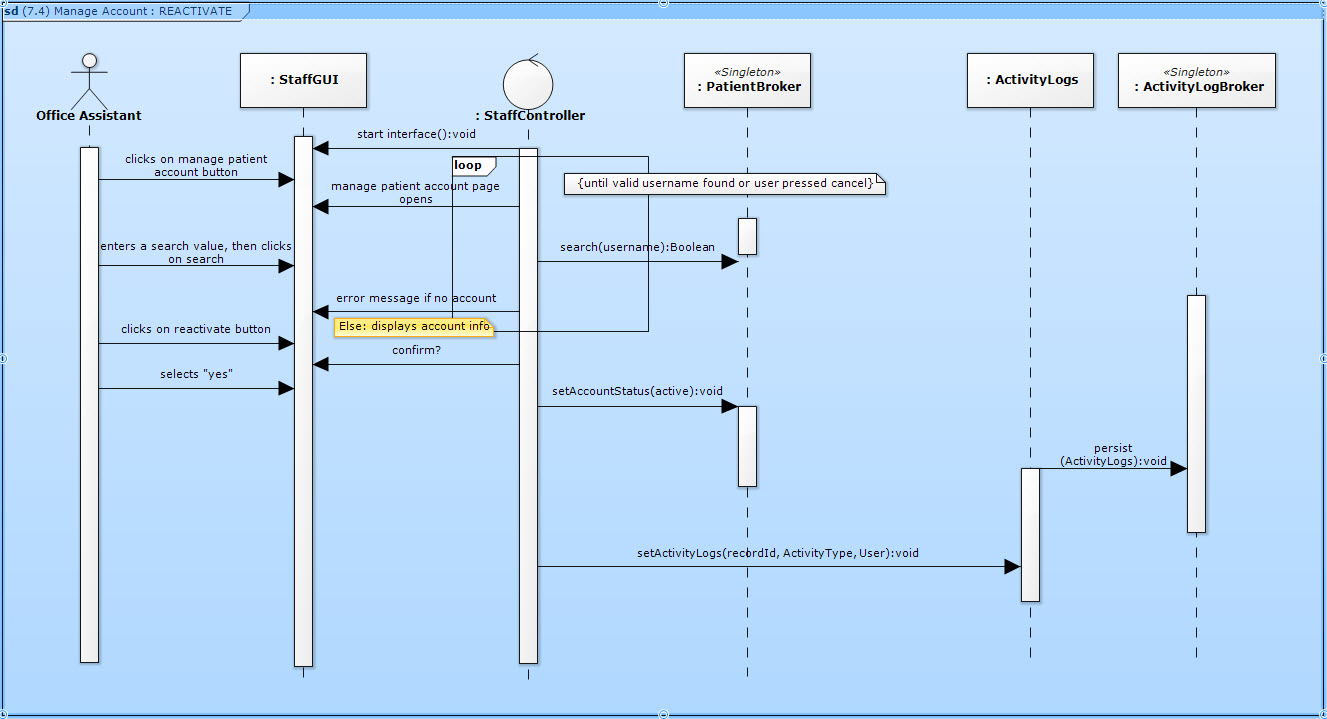 sd (7.4) Manage Account : REACTIVATE
Office Assistant
: StaffGUI
: StaffController
«Singleton»
: PatientBroker
: ActivityLogs
«Singleton»
: ActivityLogBroker
start interface():void
clicks on manage patient
account button
loop
{until valid username found or user pressed cancel}
manage patient account page
opens
enters a search value, then clicks
on search
search(username):Boolean
error message if no account
Else: displays account info
clicks on reactivate button
confirm?
selects "yes"
setAccountStatus(active):void
persist
(ActivityLogs):void
setActivityLogs(recordId, ActivityType, User):void